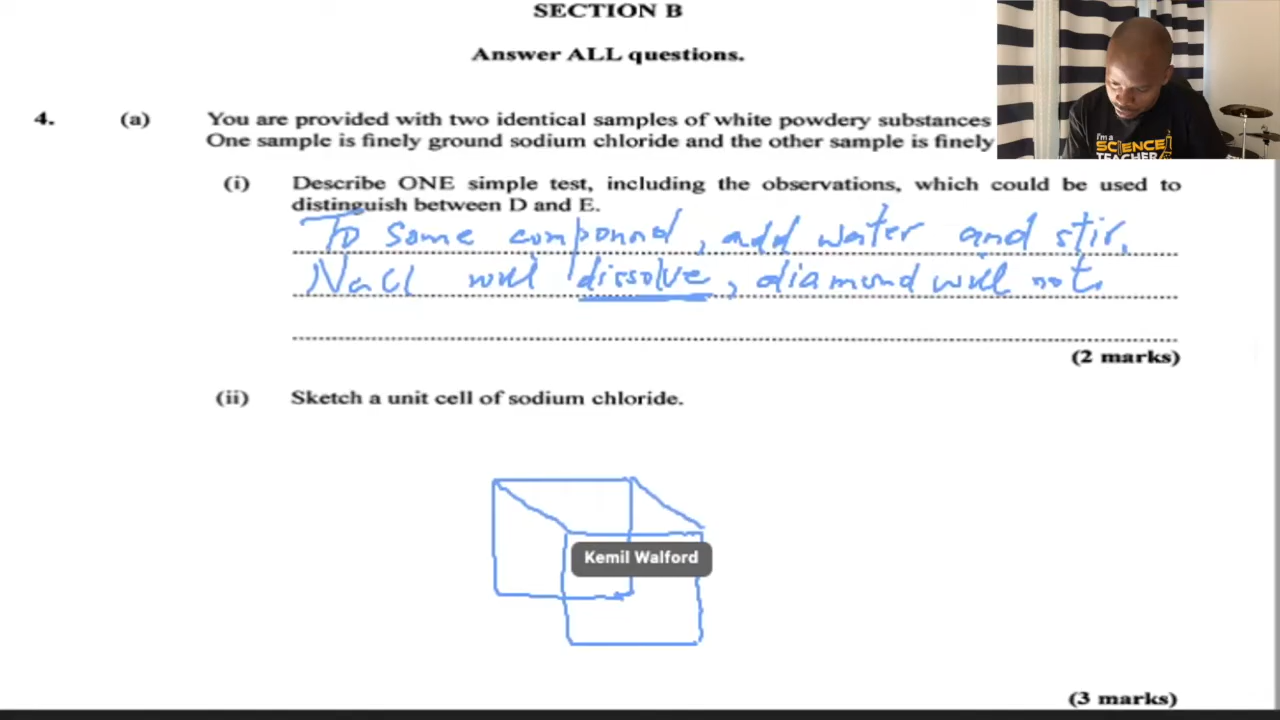 SECTION B
Answer ALL questions.
4. (a) You are provided with two identical samples of white powdery substances
One sample is finely ground sodium chloride and the other sample is finely
I'm a
SCIENCE
TEACHER
(i) Describe ONE simple test, including the observations, which could be used to
distinguish between D and E.
To some compound, add water and stir.
NaCl will dissolve, diamond will not.
(2 marks)
(ii) Sketch a unit cell of sodium chloride.
Kemil Walford
(3 marks)